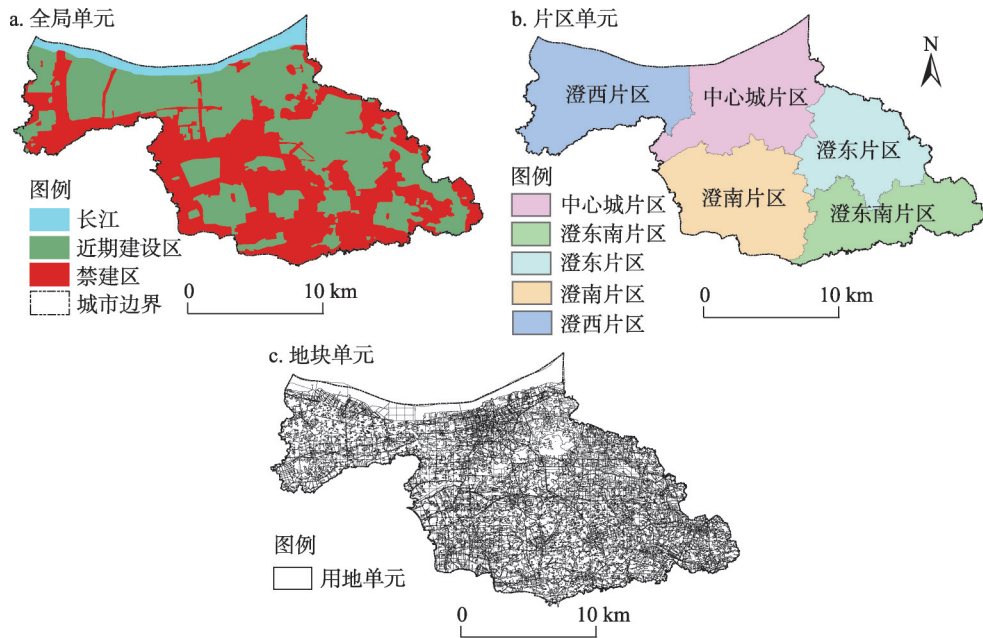 a. 全局单元
图例
长江
近期建设区
禁建区
城市边界
0 10 km
b. 片区单元
N
澄西片区
中心城片区
澄东片区
澄南片区
澄东南片区
图例
中心城片区
澄东南片区
澄东片区
澄南片区
澄西片区
0 10 km
c. 地块单元
图例
用地单元
0 10 km